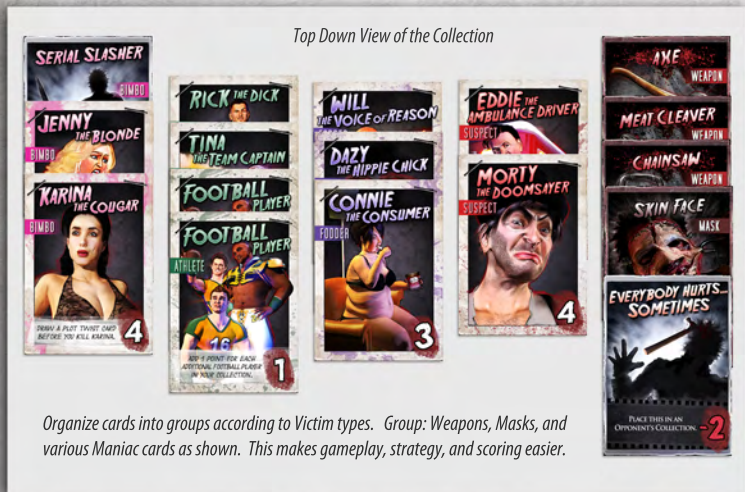 Top Down View of the Collection
SERIAL SLASHER
BIMBO
JENNY
THE BLONDE
BIMBO
KARINA
THE COUGAR
BIMBO
DRAW A PLOT TWIST CARD
BEFORE YOU KILL KARINA.
4
RICK THE DICK
TINA
THE TEAM CAPTAIN
FOOTBALL
PLAYER
FOOTBALL
PLAYER
ATHLETE
ADD 1 POINT FOR EACH
ADDITIONAL FOOTBALL PLAYER
IN YOUR COLLECTION.
1
WILL
THE VOICE OF REASON
DAZY
THE HIPPIE CHICK
CONNIE
THE CONSUMER
FODDER
3
EDDIE THE
AMBULANCE DRIVER
SUSPECT
MORTY
THE DOOMSAYER
SUSPECT
4
AXE
WEAPON
MEAT CLEAVER
WEAPON
CHAINSAW
WEAPON
SKIN FACE
MASK
EVERYBODY HURTS...
SOMETIMES
PLACE THIS IN AN
OPPONENT'S COLLECTION.
-2
Organize cards into groups according to Victim types. Group: Weapons, Masks, and
various Maniac cards as shown. This makes gameplay, strategy, and scoring easier.